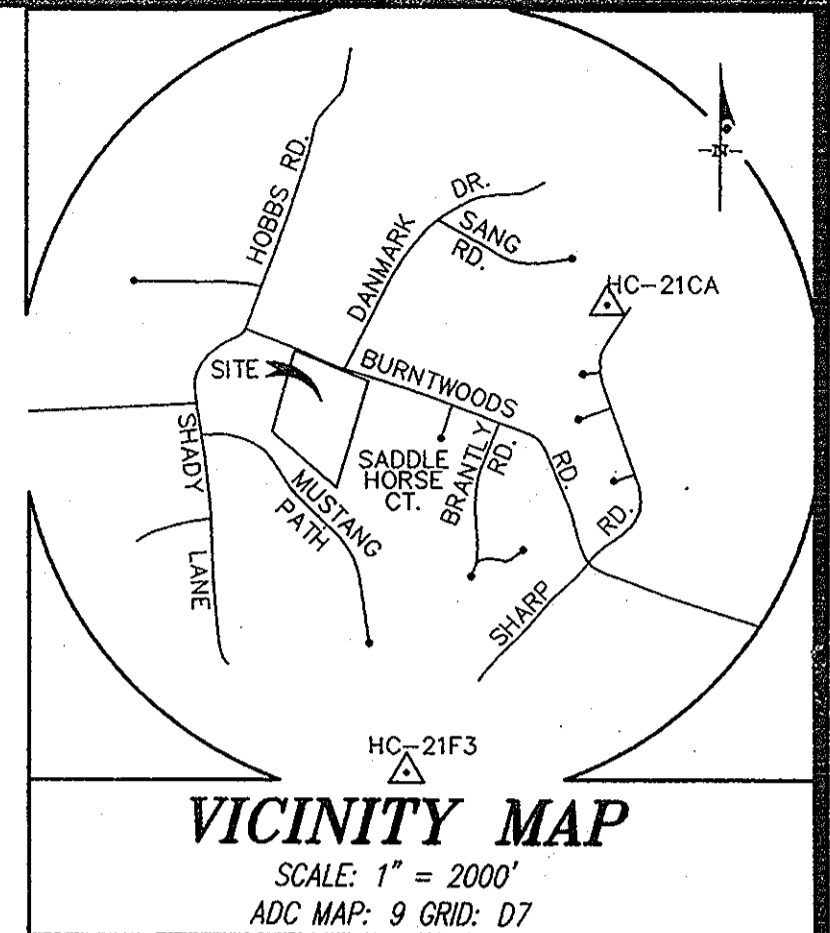 HOBBS RD.
DANMARK DR.
SANG
RD.
-N-
HC-21CA
SITE
BURNTWOODS RD.
SHADY LANE
MUSTANG
PATH
SADDLE
HORSE
CT.
BRANTLY
RD.
SHARP RD.
HC-21F3
VICINITY MAP
SCALE: 1" = 2000'
ADC MAP: 9 GRID: D7